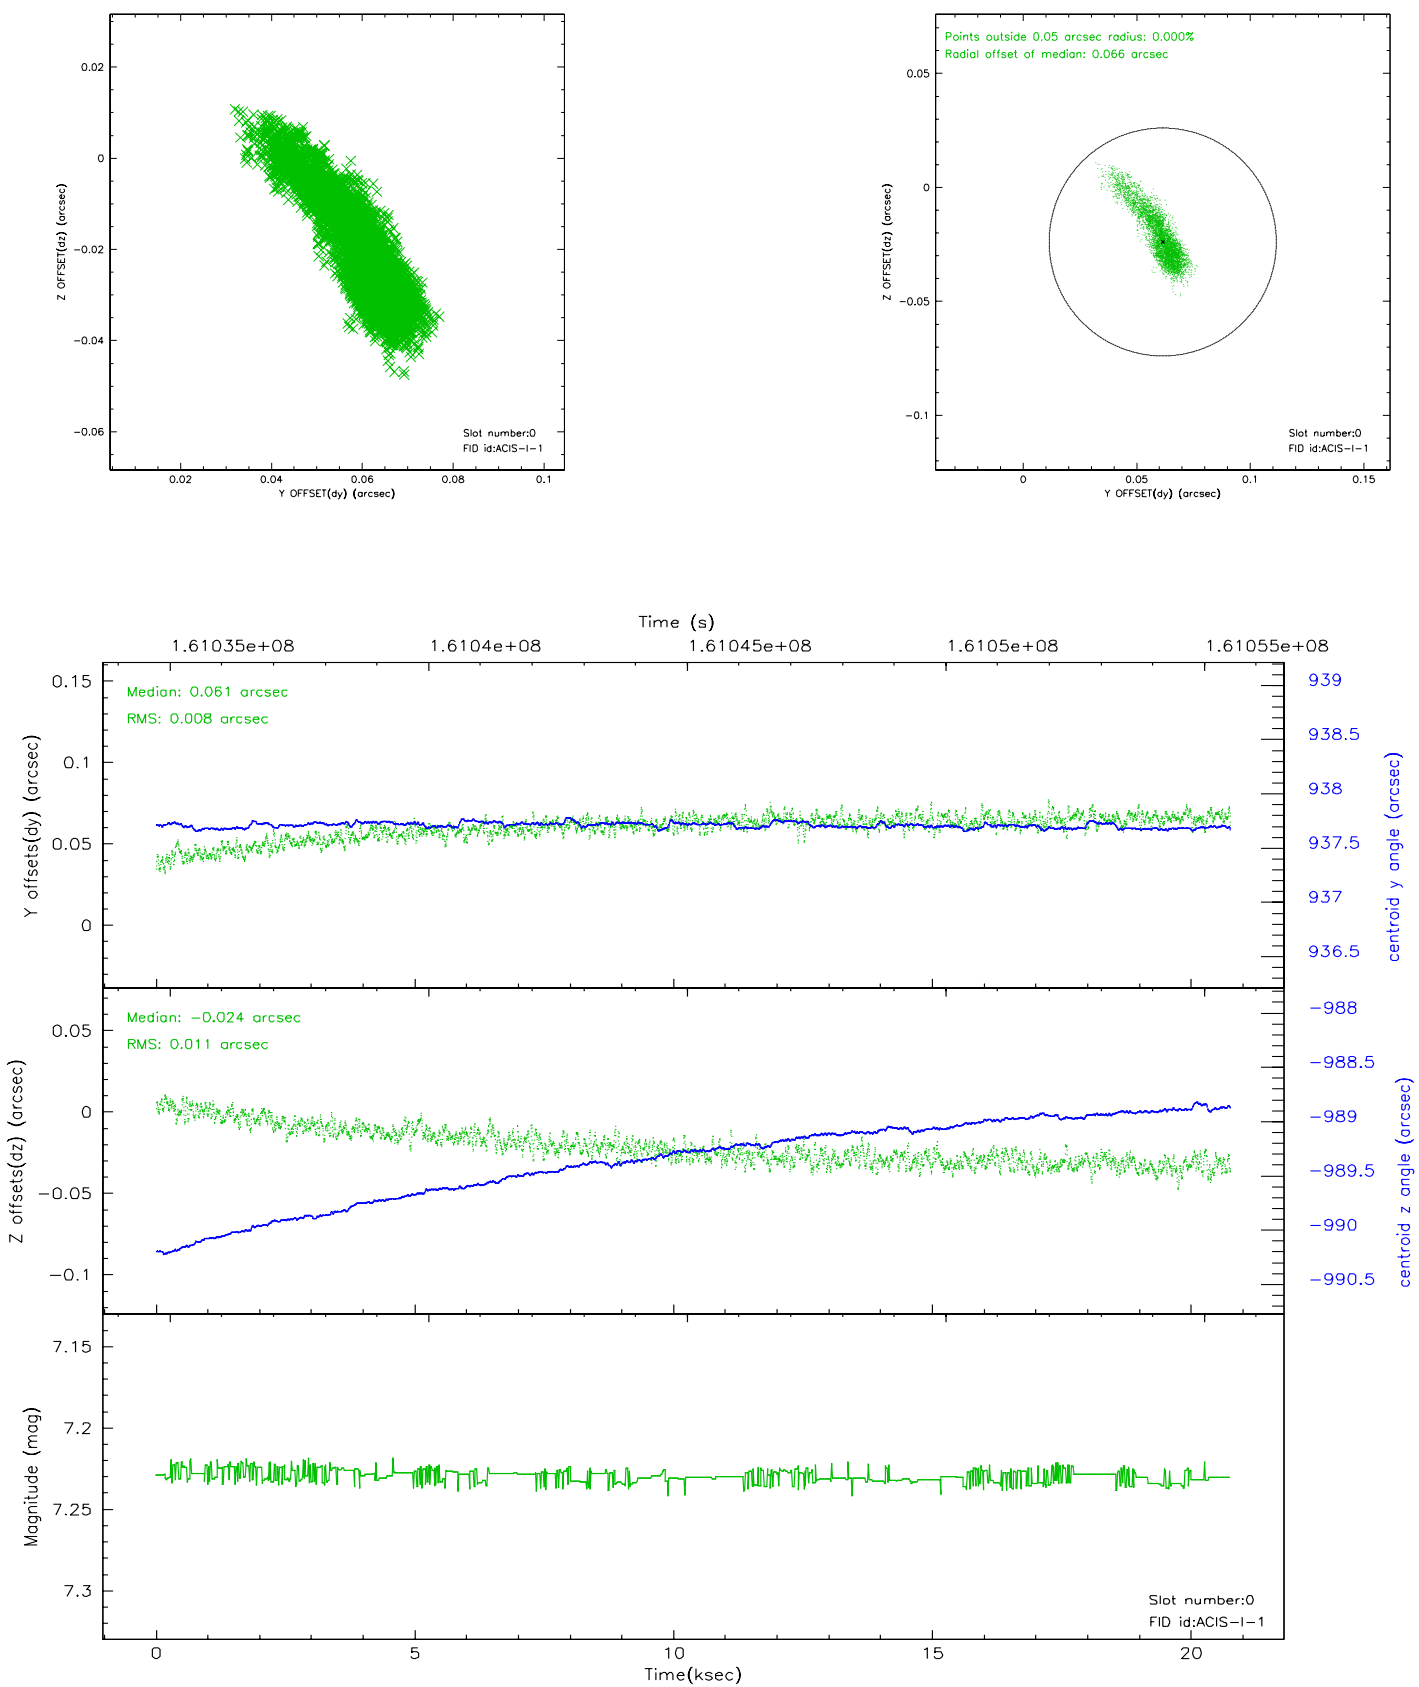 0.02
0
−0.02
−0.04
−0.06
Z OFFSET(dz) (arcsec)
Slot number:0
FID id:ACIS−I−1
0.02 0.04 0.06 0.08 0.1
Y OFFSET(dy) (arcsec)
Points outside 0.05 arcsec radius: 0.000%
Radial offset of median: 0.066 arcsec
0.05
0
−0.05
−0.1
Z OFFSET(dz) (arcsec)
Slot number:0
FID id:ACIS−I−1
0 0.05 0.1 0.15
Y OFFSET(dy) (arcsec)
Time (s)
1.61035e+08 1.6104e+08 1.61045e+08 1.6105e+08 1.61055e+08
Median: 0.061 arcsec
RMS: 0.008 arcsec
0.15
0.1
0.05
0
Y offsets(dy) (arcsec)
939
938.5
938
937.5
937
936.5
centroid y angle (arcsec)
Median: −0.024 arcsec
RMS: 0.011 arcsec
0.05
0
−0.05
−0.1
Z offsets(dz) (arcsec)
−988
−988.5
−989
−989.5
−990
−990.5
centroid z angle (arcsec)
7.15
7.2
7.25
7.3
Magnitude (mag)
Slot number:0
FID id:ACIS−I−1
0 5 10 15 20
Time(ksec)